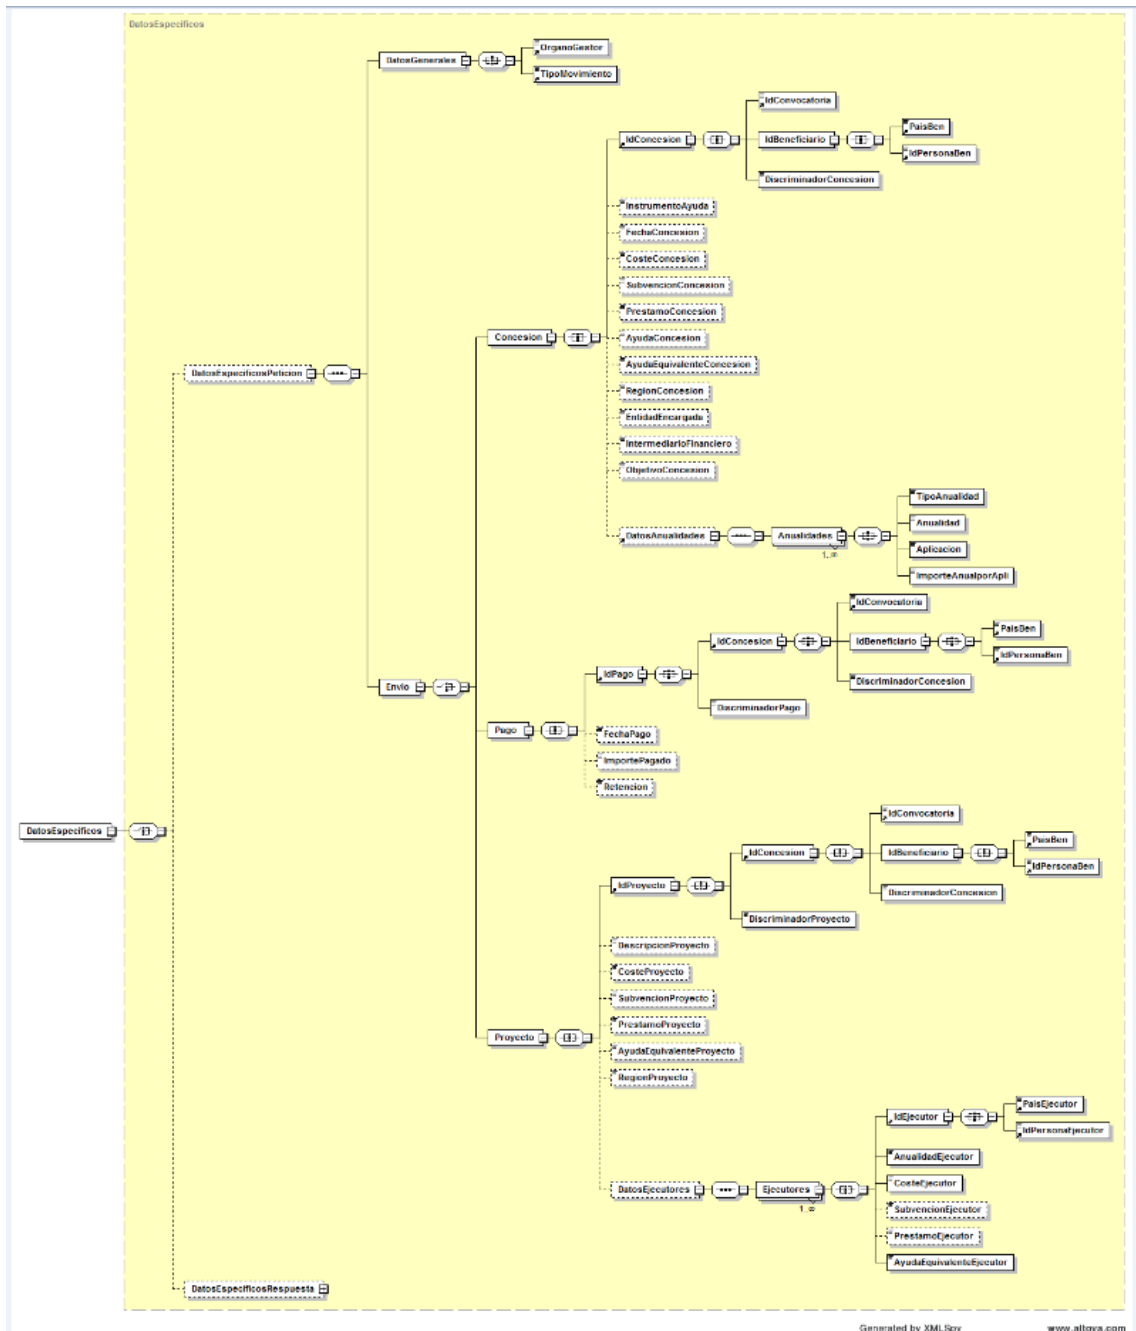 DatosEspecificos
OrganoGestor
DatosGenerales
TipoMovimiento
IdConvocatoria
PaisBen
IdConcesion
IdBeneficiario
IdPersonaBen
DiscriminadorConcesion
InstrumentoAyuda
FechaConcesion
CosteConcesion
SubvencionConcesion
PrestamoConcesion
Concesion
AyudaConcesion
AyudaEquivalenteConcesion
DatosEspecificosPeticion
RegionConcesion
EntidadEncargada
IntermediarioFinanciero
ObjetivoConcesion
TipoAnualidad
Anualidad
DatosAnualidades
Anualidades
Aplicacion
1..∞
ImporteAnualporApli
IdConvocatoria
PaisBen
IdConcesion
IdBeneficiario
IdPersonaBen
IdPago
DiscriminadorConcesion
Envio
DiscriminadorPago
Pago
FechaPago
ImportePagado
Retencion
IdConvocatoria
DatosEspecificos
PaisBen
IdConcesion
IdBeneficiario
IdPersonaBen
IdProyecto
DiscriminadorConcesion
DiscriminadorProyecto
DescripcionProyecto
CosteProyecto
SubvencionProyecto
PrestamoProyecto
Proyecto
AyudaEquivalenteProyecto
RegionProyecto
PaisEjecutor
IdEjecutor
IdPersonaEjecutor
AnualidadEjecutor
DatosEjecutores
Ejecutores
CosteEjecutor
1..∞
SubvencionEjecutor
PrestamoEjecutor
AyudaEquivalenteEjecutor
DatosEspecificosRespuesta
Generated by XMLSpy www.altova.com